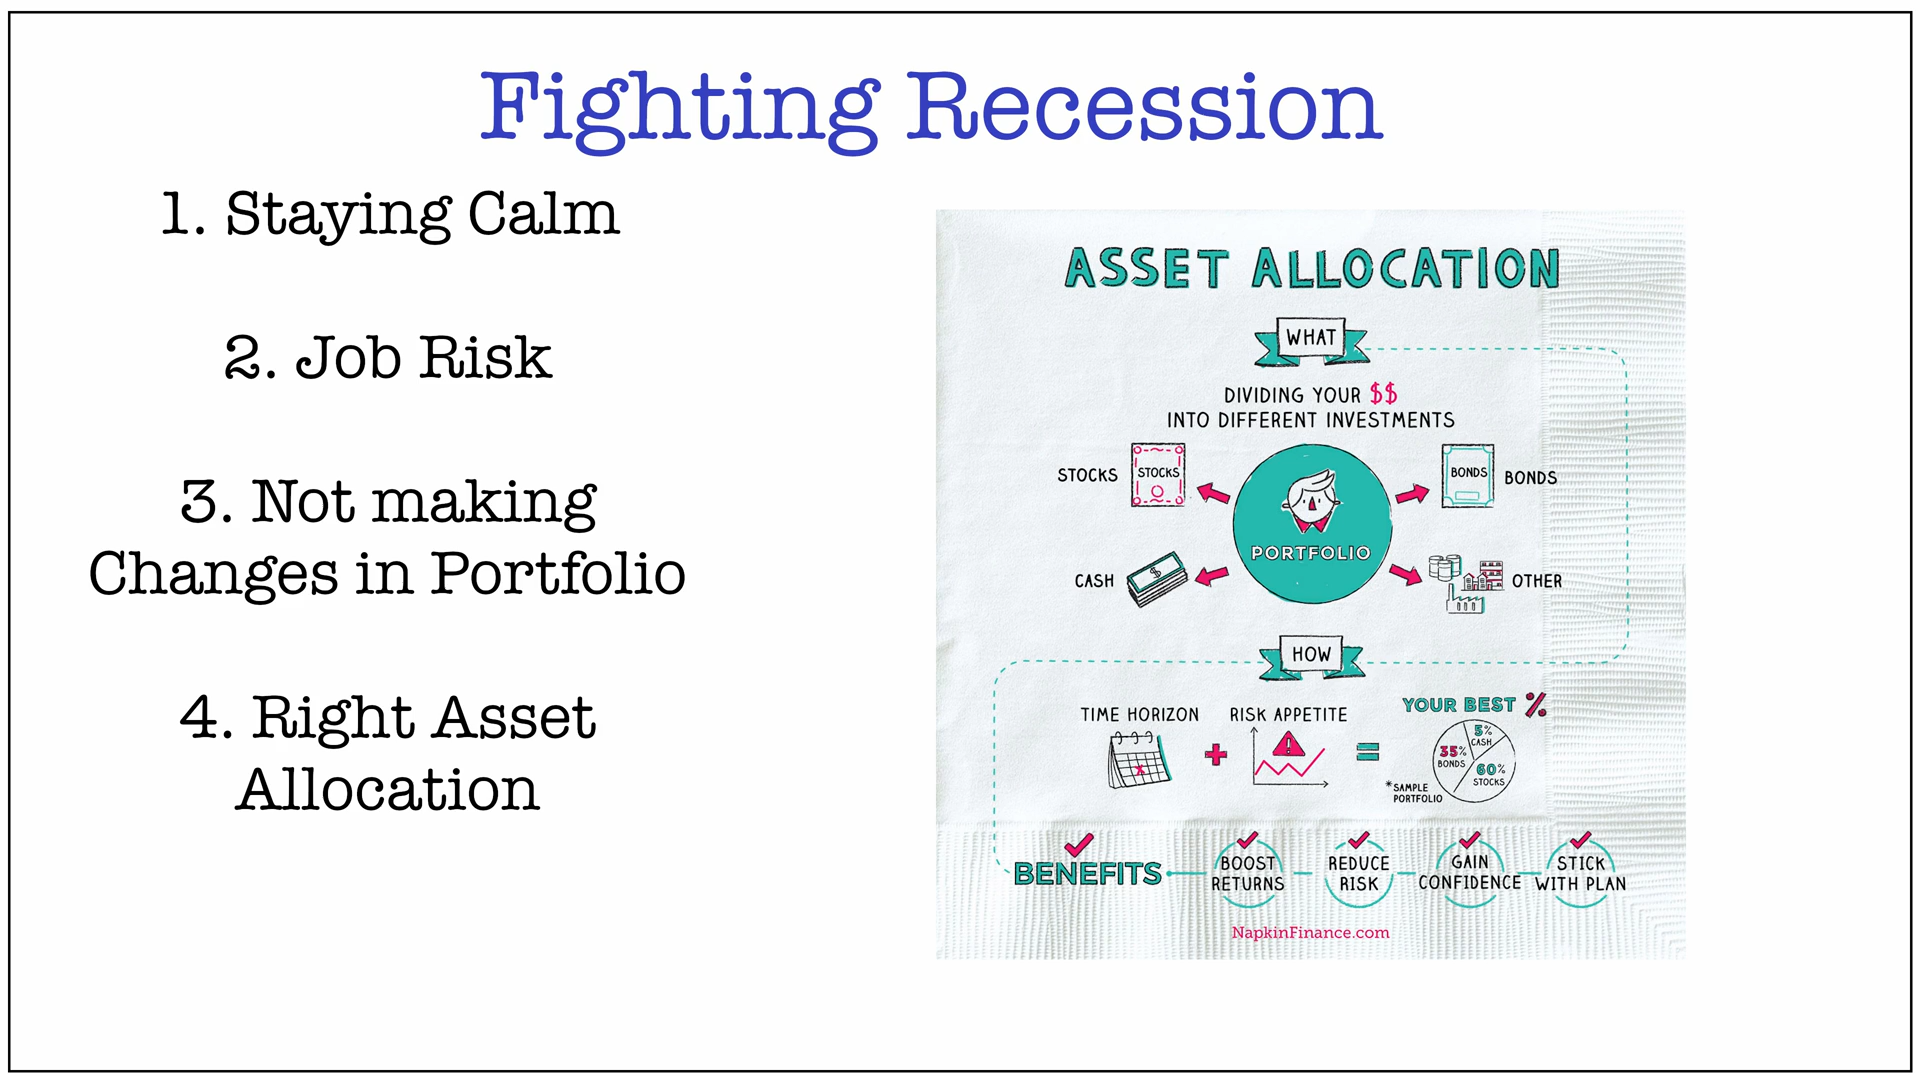 Fighting Recession
1. Staying Calm
2. Job Risk
3. Not making
Changes in Portfolio
4. Right Asset
Allocation
ASSET ALLOCATION
WHAT
DIVIDING YOUR $$
INTO DIFFERENT INVESTMENTS
STOCKS
STOCKS
BONDS
BONDS
PORTFOLIO
CASH
$
OTHER
HOW
TIME HORIZON
RISK APPETITE
YOUR BEST %
5%
CASH
35%
BONDS
60%
STOCKS
*SAMPLE
PORTFOLIO
BENEFITS
BOOST
RETURNS
REDUCE
RISK
GAIN
CONFIDENCE
STICK
WITH PLAN
NapkinFinance.com